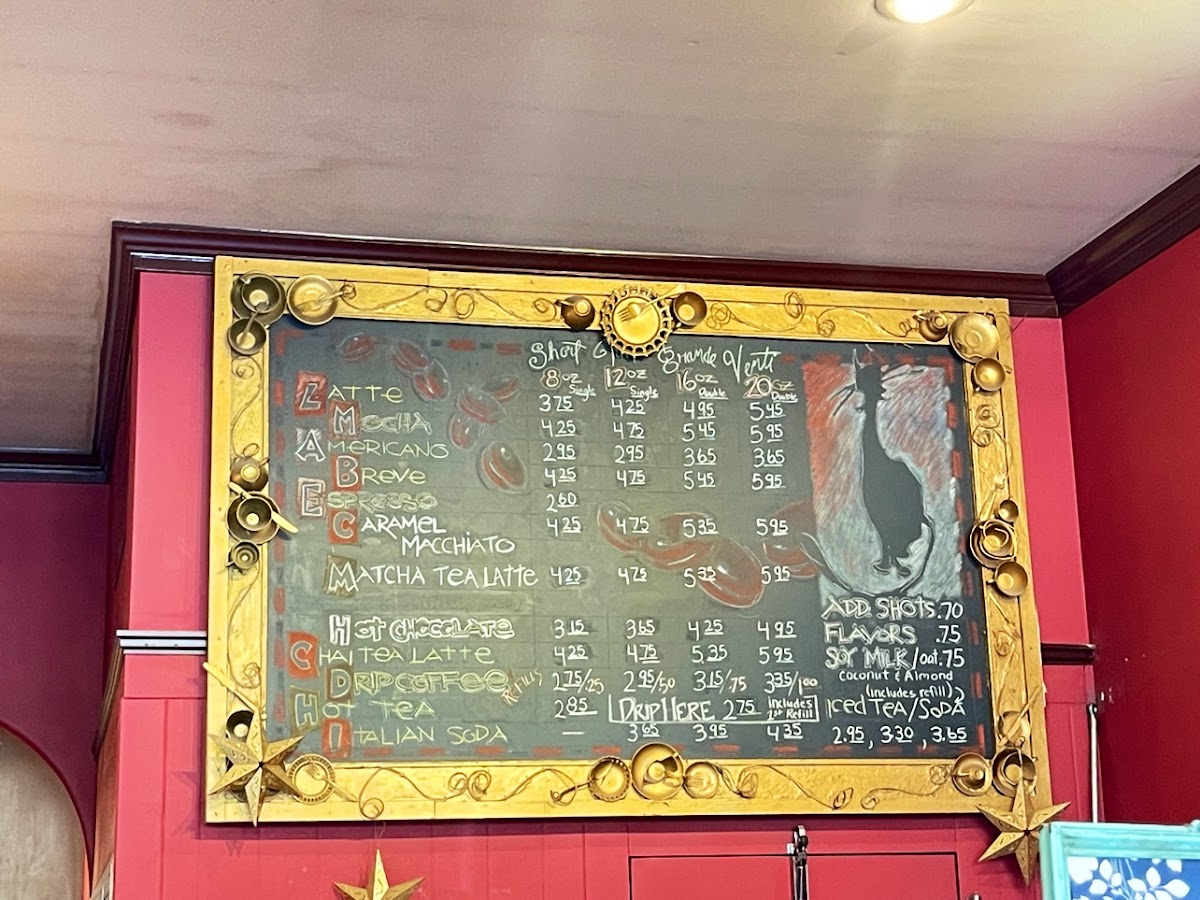 Short Grande Venti
8oz Single 12oz Single 16oz Double 20oz Double
Latte 3 75 4 25 4 95 5 45
Mocha 4 25 4 75 5 45 5 95
Americano 2 95 2 95 3 65 3 65
Breve 4 25 4 75 5 45 5 95
Espresso 2 60
Caramel 4 25 4 75 5 35 5 95
Macchiato
Matcha Tea Latte 4 25 4 75 5 35 5 95
Hot Chocolate 3 15 3 65 4 25 4 95
Chai Tea Latte 4 25 4 75 5.35 5 95
Drip Coffee Refills 2 75/25 2 95/50 3 15/.75 3 35/1 00
Hot Tea 2 85 Drip Here 2 75 includes 1st Refill
Italian Soda — 3 65 3 95 4 35
Add Shots .70
Flavors .75
Soy Milk/oat .75
coconut & Almond
(includes refill)
Iced Tea/Soda
2.95, 3.30, 3.65